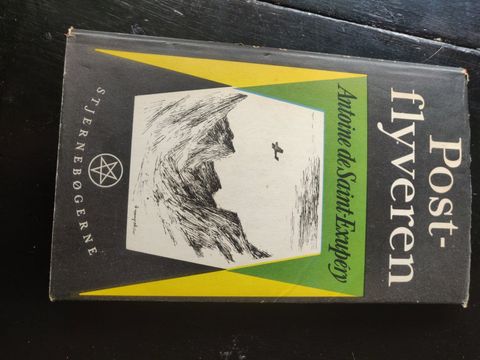 Post-
flyveren
Antoine de Saint-Exupéry
STJERNEBØGERNE